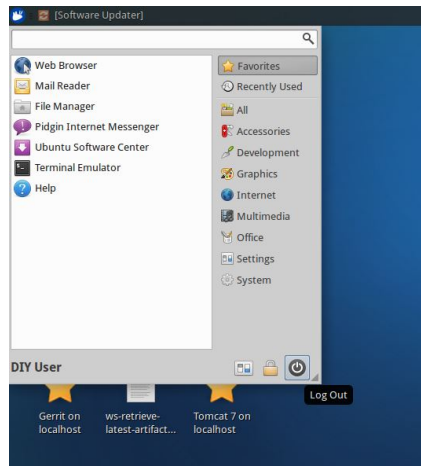 [Software Updater]
Web Browser
Mail Reader
File Manager
Pidgin Internet Messenger
Ubuntu Software Center
Terminal Emulator
Help
Favorites
Recently Used
All
Accessories
Development
Graphics
Internet
Multimedia
Office
Settings
System
DIY User
Log Out
Gerrit on
localhost
ws-retrieve-
latest-artifact...
Tomcat 7 on
localhost